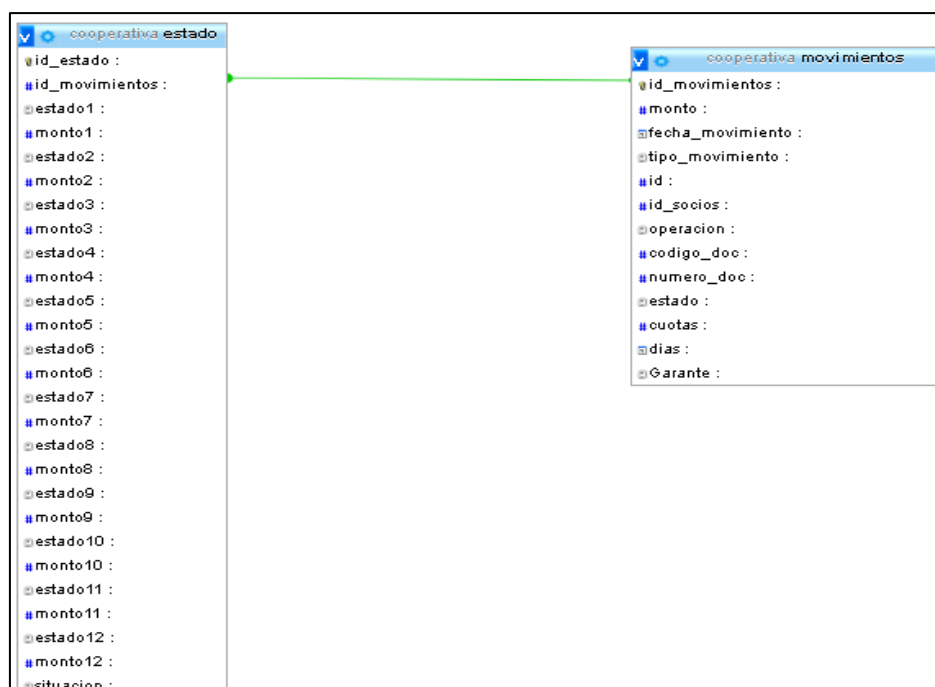 cooperativa estado
id_estado :
#id_movimientos :
estado1 :
#monto1 :
estado2 :
#monto2 :
estado3 :
#monto3 :
estado4 :
#monto4 :
estado5 :
#monto5 :
estado6 :
#monto6 :
estado7 :
#monto7 :
estado8 :
#monto8 :
estado9 :
#monto9 :
estado10 :
#monto10 :
estado11 :
#monto11 :
estado12 :
#monto12 :
situacion :
cooperativa movimientos
id_movimientos :
#monto :
fecha_movimiento :
tipo_movimiento :
#id :
#id_socios :
operacion :
#codigo_doc :
#numero_doc :
estado :
#cuotas :
dias :
Garante :